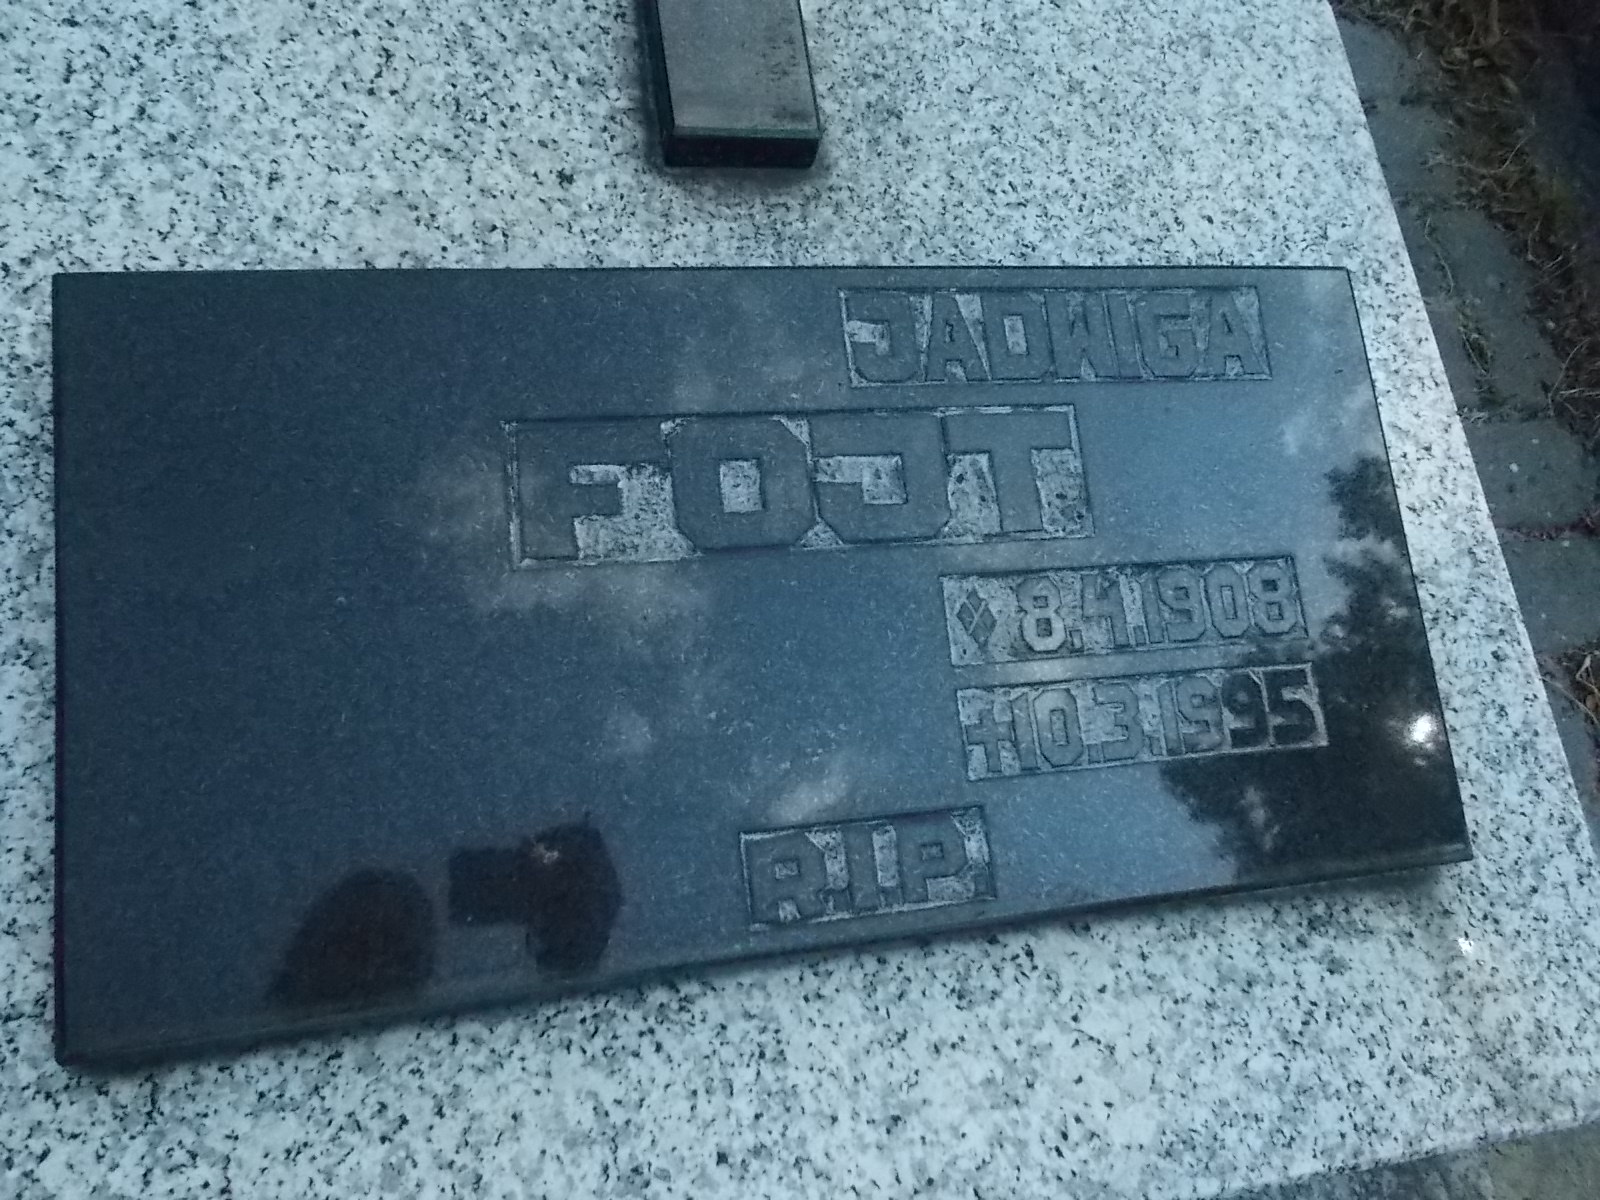 JADWIGA
FOJT
8.4.1908
†10.3.1995
R.I.P.